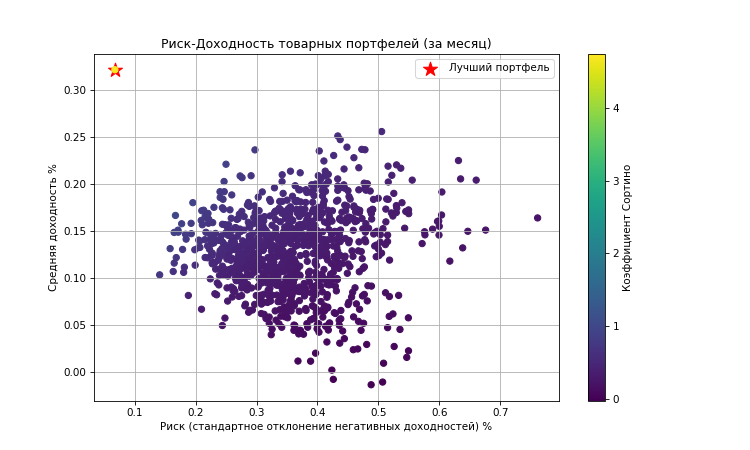 Риск-Доходность товарных портфелей (за месяц)
Лучший портфель
0.30
0.25
0.20
0.15
0.10
0.05
0.00
Средняя доходность %
0.1 0.2 0.3 0.4 0.5 0.6 0.7
Риск (стандартное отклонение негативных доходностей) %
4
3
2
1
0
Коэффициент Сортино